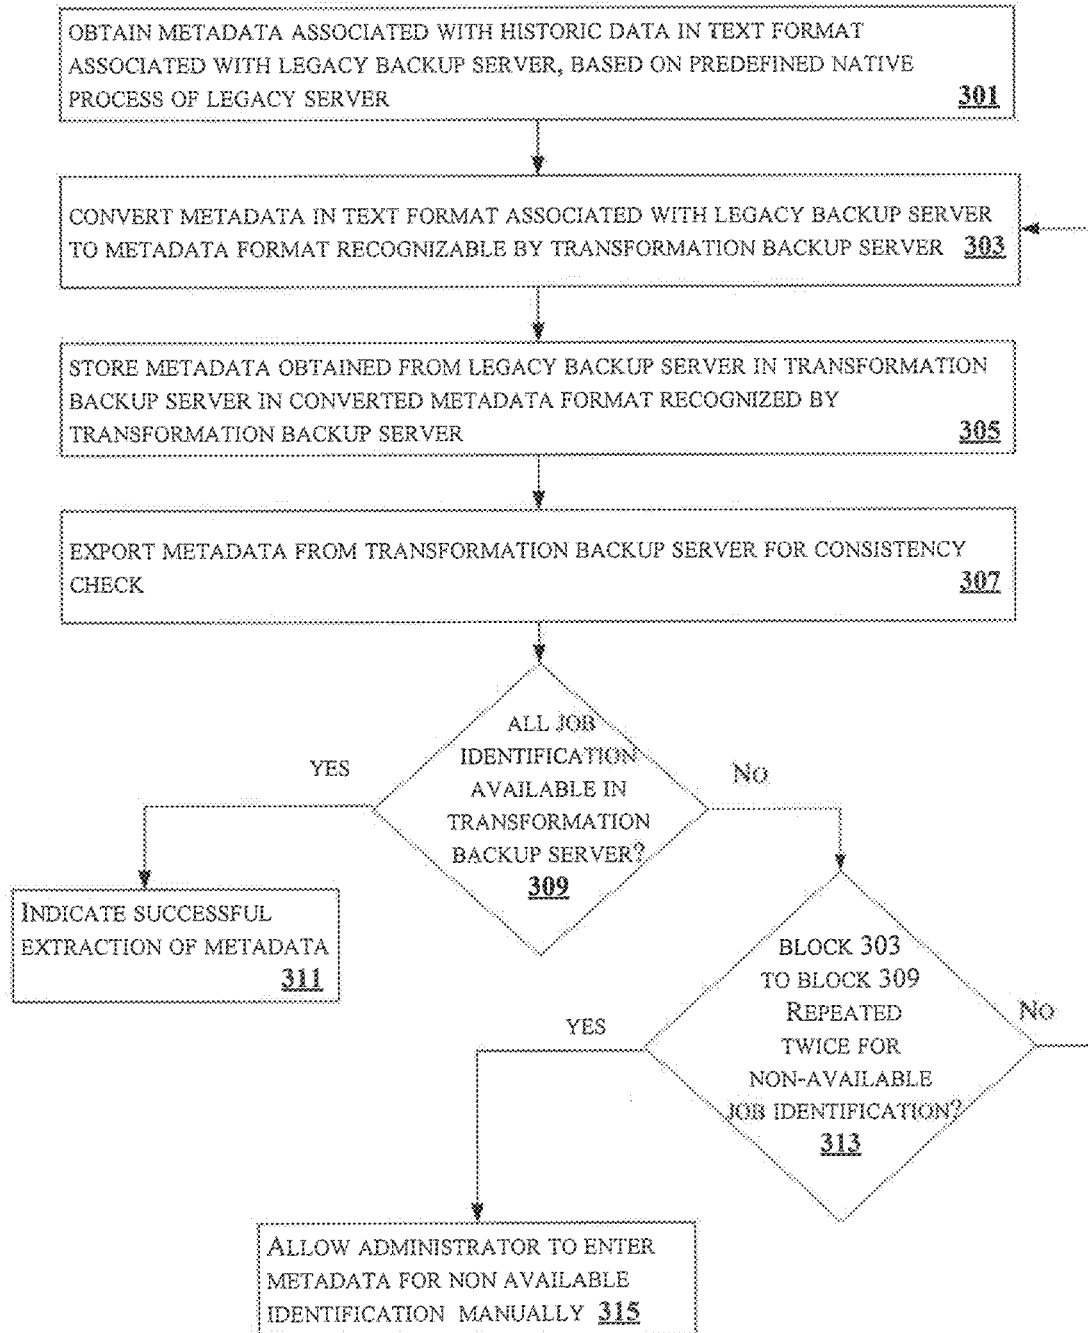 OBTAIN METADATA ASSOCIATED WITH HISTORIC DATA IN TEXT FORMAT
ASSOCIATED WITH LEGACY BACKUP SERVER, BASED ON PREDEFINED NATIVE
PROCESS OF LEGACY SERVER 301
CONVERT METADATA IN TEXT FORMAT ASSOCIATED WITH LEGACY BACKUP SERVER
TO METADATA FORMAT RECOGNIZABLE BY TRANSFORMATION BACKUP SERVER 303
STORE METADATA OBTAINED FROM LEGACY BACKUP SERVER IN TRANSFORMATION
BACKUP SERVER IN CONVERTED METADATA FORMAT RECOGNIZED BY
TRANSFORMATION BACKUP SERVER 305
EXPORT METADATA FROM TRANSFORMATION BACKUP SERVER FOR CONSISTENCY
CHECK 307
ALL JOB
IDENTIFICATION
AVAILABLE IN
TRANSFORMATION
BACKUP SERVER?
309
YES
NO
INDICATE SUCCESSFUL
EXTRACTION OF METADATA
311
BLOCK 303
TO BLOCK 309
REPEATED
TWICE FOR
NON-AVAILABLE
JOB IDENTIFICATION?
313
YES
NO
ALLOW ADMINISTRATOR TO ENTER
METADATA FOR NON AVAILABLE
IDENTIFICATION MANUALLY 315